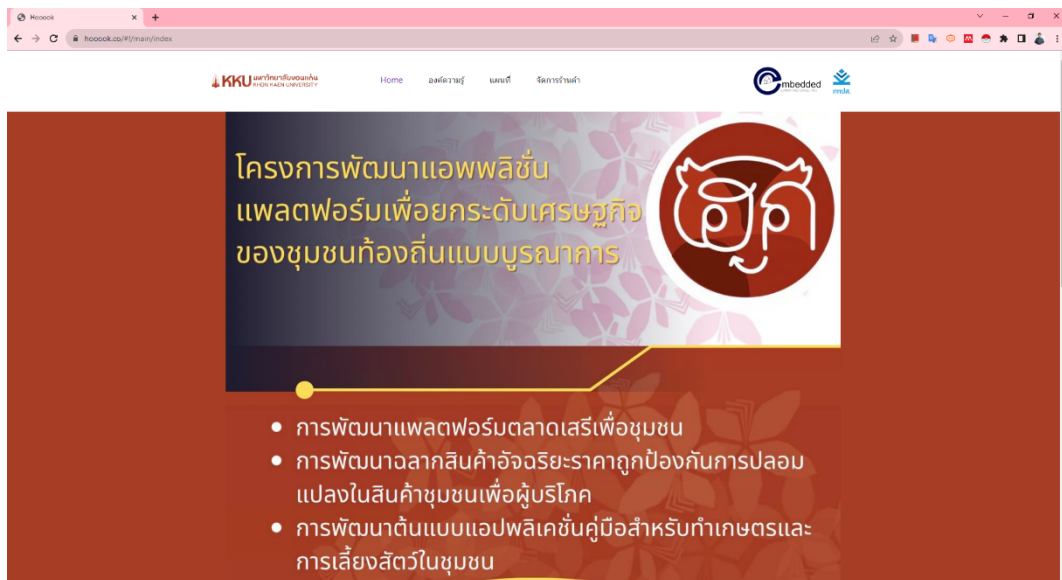 Hooook
hooook.co/#!/main/index
KKU มหาวิทยาลัยขอนแก่น
KHON KAEN UNIVERSITY
Home องค์ความรู้ แผนที่ จัดการร้านค้า
Embedded
กทปส.
โครงการพัฒนาแอพพลิชั่น
แพลตฟอร์มเพื่อยกระดับเศรษฐกิจ
ของชุมชนท้องถิ่นแบบบูรณาการ
ฮูก
• การพัฒนาแพลตฟอร์มตลาดเสรีเพื่อชุมชน
• การพัฒนาฉลากสินค้าอัจฉริยะราคาถูกป้องกันการปลอม
แปลงในสินค้าชุมชนเพื่อผู้บริโภค
• การพัฒนาต้นแบบแอปพลิเคชั่นคู่มือสำหรับทำเกษตรและ
การเลี้ยงสัตว์ในชุมชน